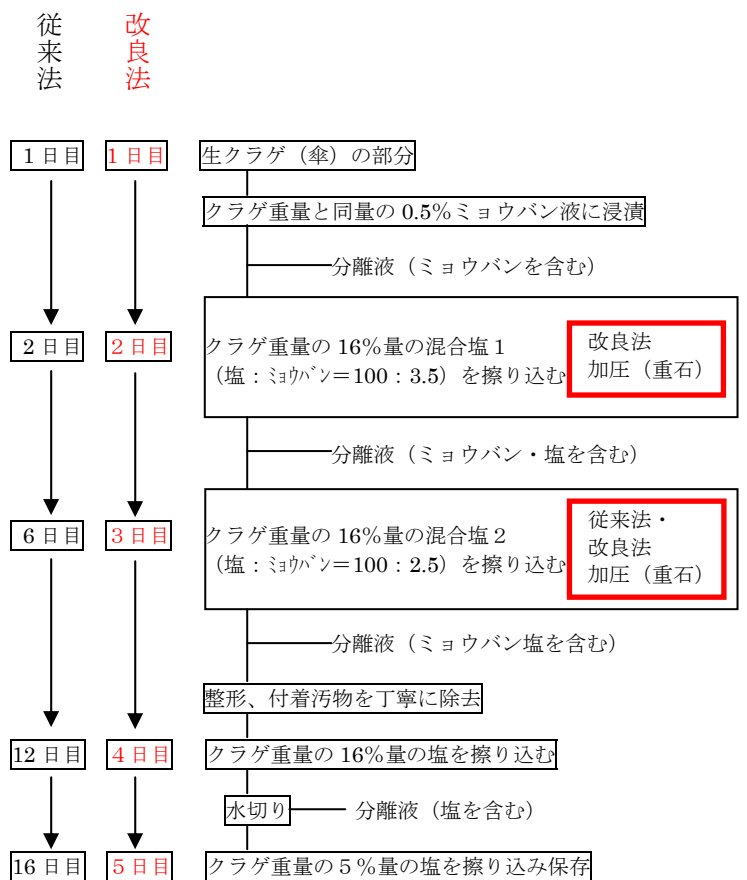 従来法
改良法
1日目
1日目
生クラゲ（傘）の部分
クラゲ重量と同量の 0.5%ミョウバン液に浸漬
分離液（ミョウバンを含む）
2日目
2日目
クラゲ重量の 16%量の混合塩１
（塩：ﾐｮｳﾊﾞﾝ＝100：3.5）を擦り込む
改良法
加圧（重石）
分離液（ミョウバン・塩を含む）
6日目
3日目
クラゲ重量の 16%量の混合塩２
（塩：ﾐｮｳﾊﾞﾝ＝100：2.5）を擦り込む
従来法・
改良法
加圧（重石）
分離液（ミョウバン塩を含む）
整形、付着汚物を丁寧に除去
12日目
4日目
クラゲ重量の 16%量の塩を擦り込む
水切り
分離液（塩を含む）
16日目
5日目
クラゲ重量の５%量の塩を擦り込み保存